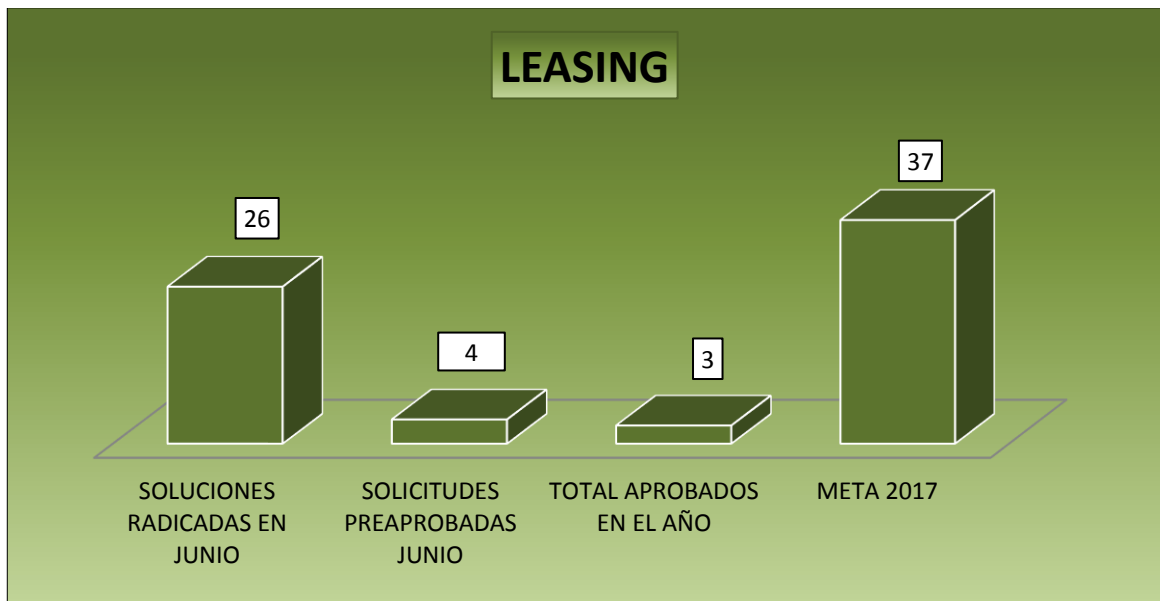 LEASING
26
4
3
37
SOLUCIONES
RADICADAS EN
JUNIO
SOLICITUDES
PREAPROBADAS
JUNIO
TOTAL APROBADOS
EN EL AÑO
META 2017